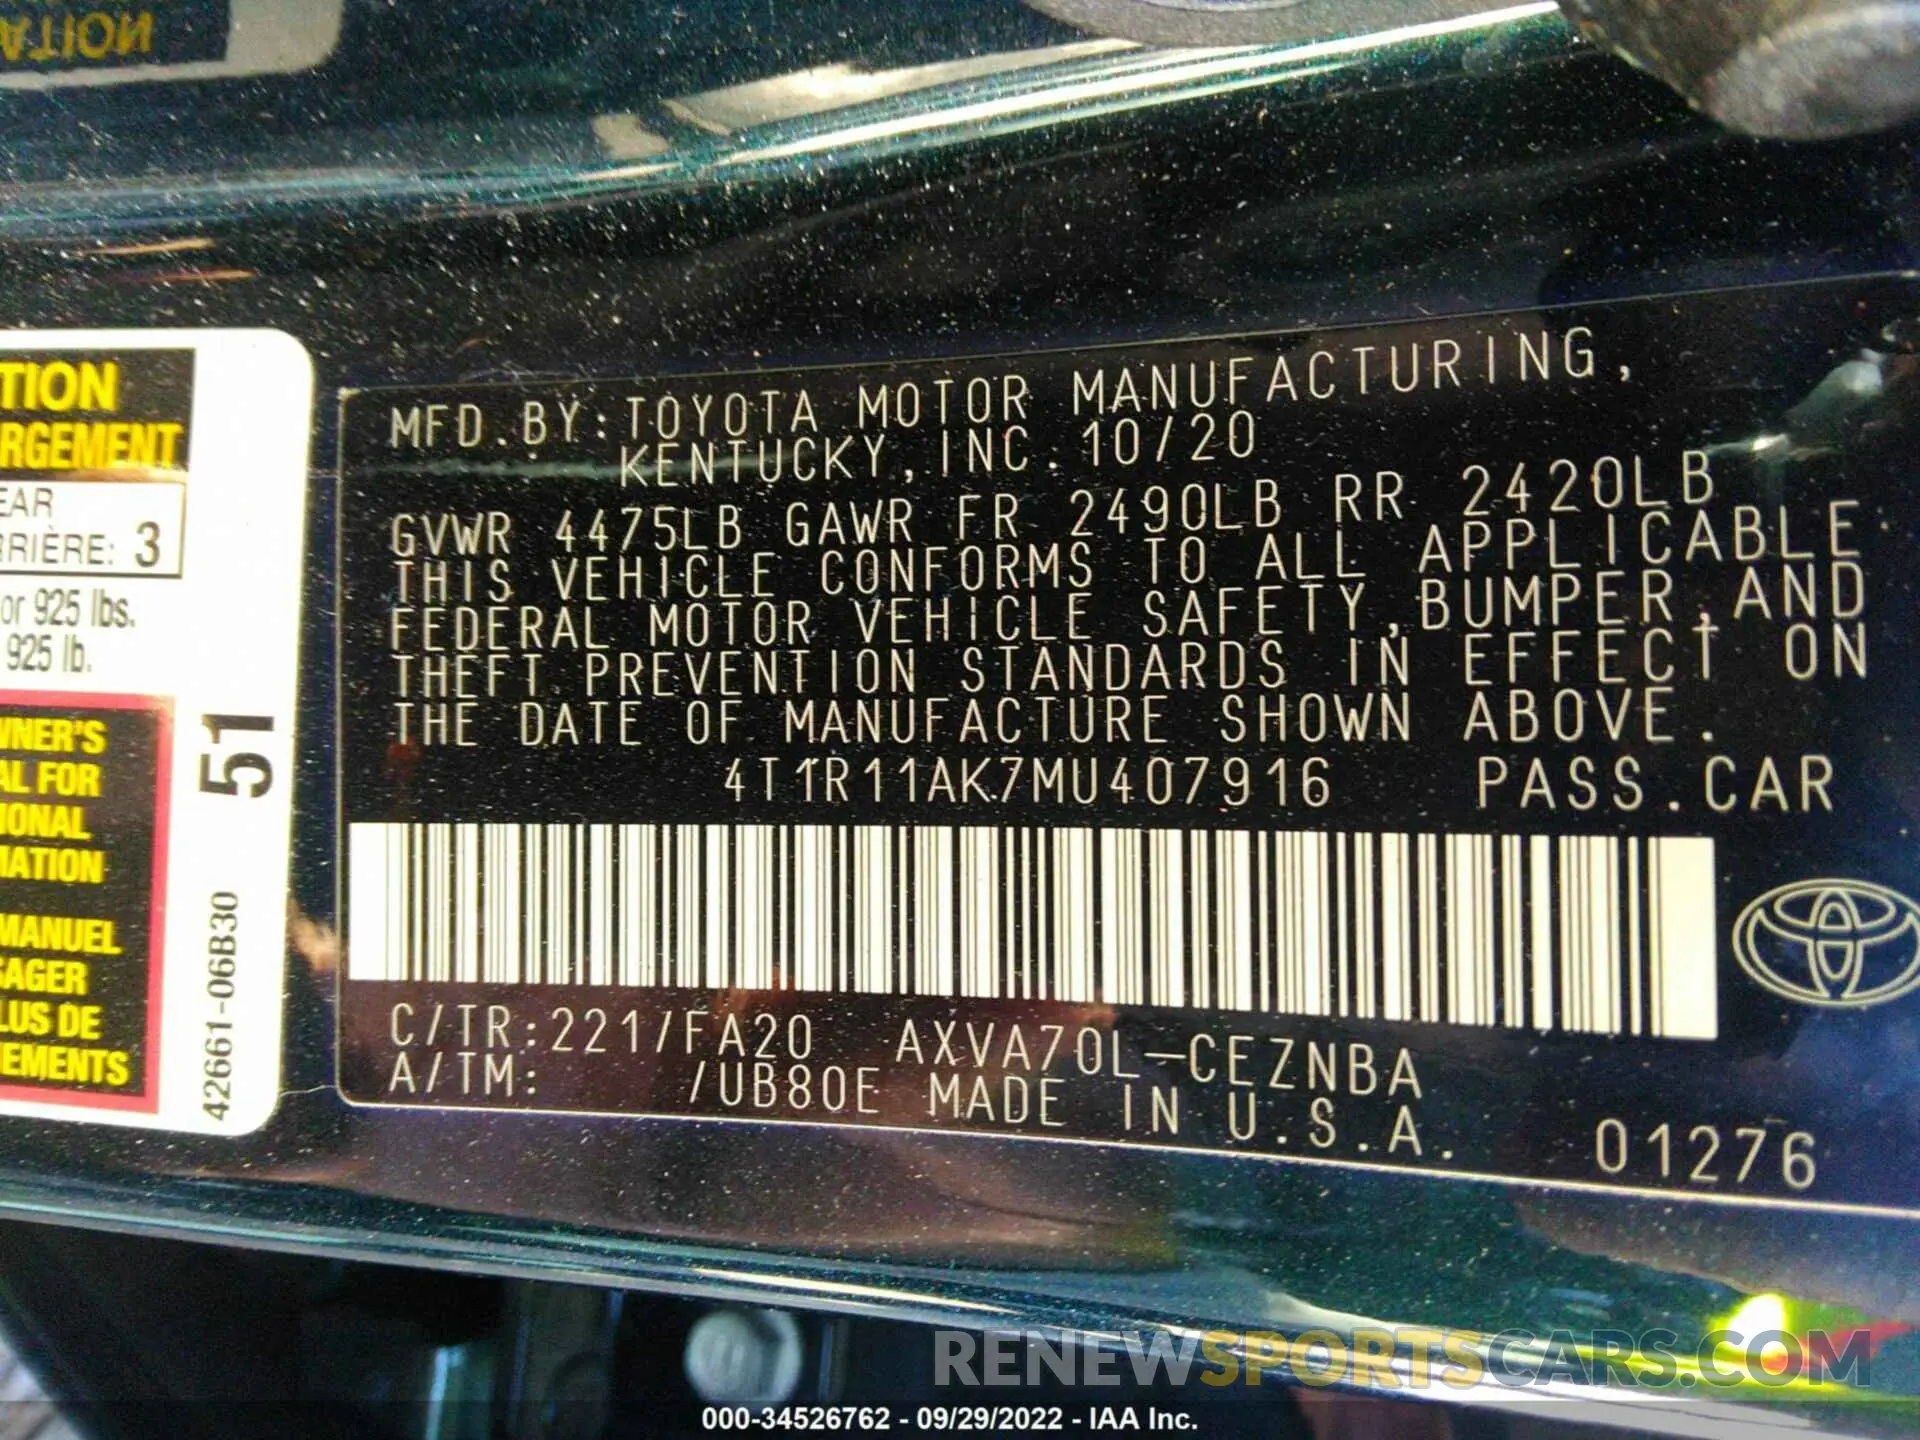 TION
RGEMENT
EAR
RRIÈRE: 3
or 925 lbs.
925 lb.
WNER'S
AL FOR
IONAL
MATION
MANUEL
SAGER
LUS DE
NEMENTS
51
42661-06B30
MFD.BY:TOYOTA MOTOR MANUFACTURING,
KENTUCKY,INC. 10/20
GVWR 4475LB GAWR FR 2490LB RR 2420LB
THIS VEHICLE CONFORMS TO ALL APPLICABLE
FEDERAL MOTOR VEHICLE SAFETY,BUMPER,AND
THEFT PREVENTION STANDARDS IN EFFECT ON
THE DATE OF MANUFACTURE SHOWN ABOVE.
4T1R11AK7MU407916 PASS.CAR
C/TR:221/FA20 AXVA70L-CEZNBA
A/TM: /UB80E MADE IN U.S.A.
01276
RENEWSPORTSCARS.COM
000-34526762 - 09/29/2022 - IAA Inc.